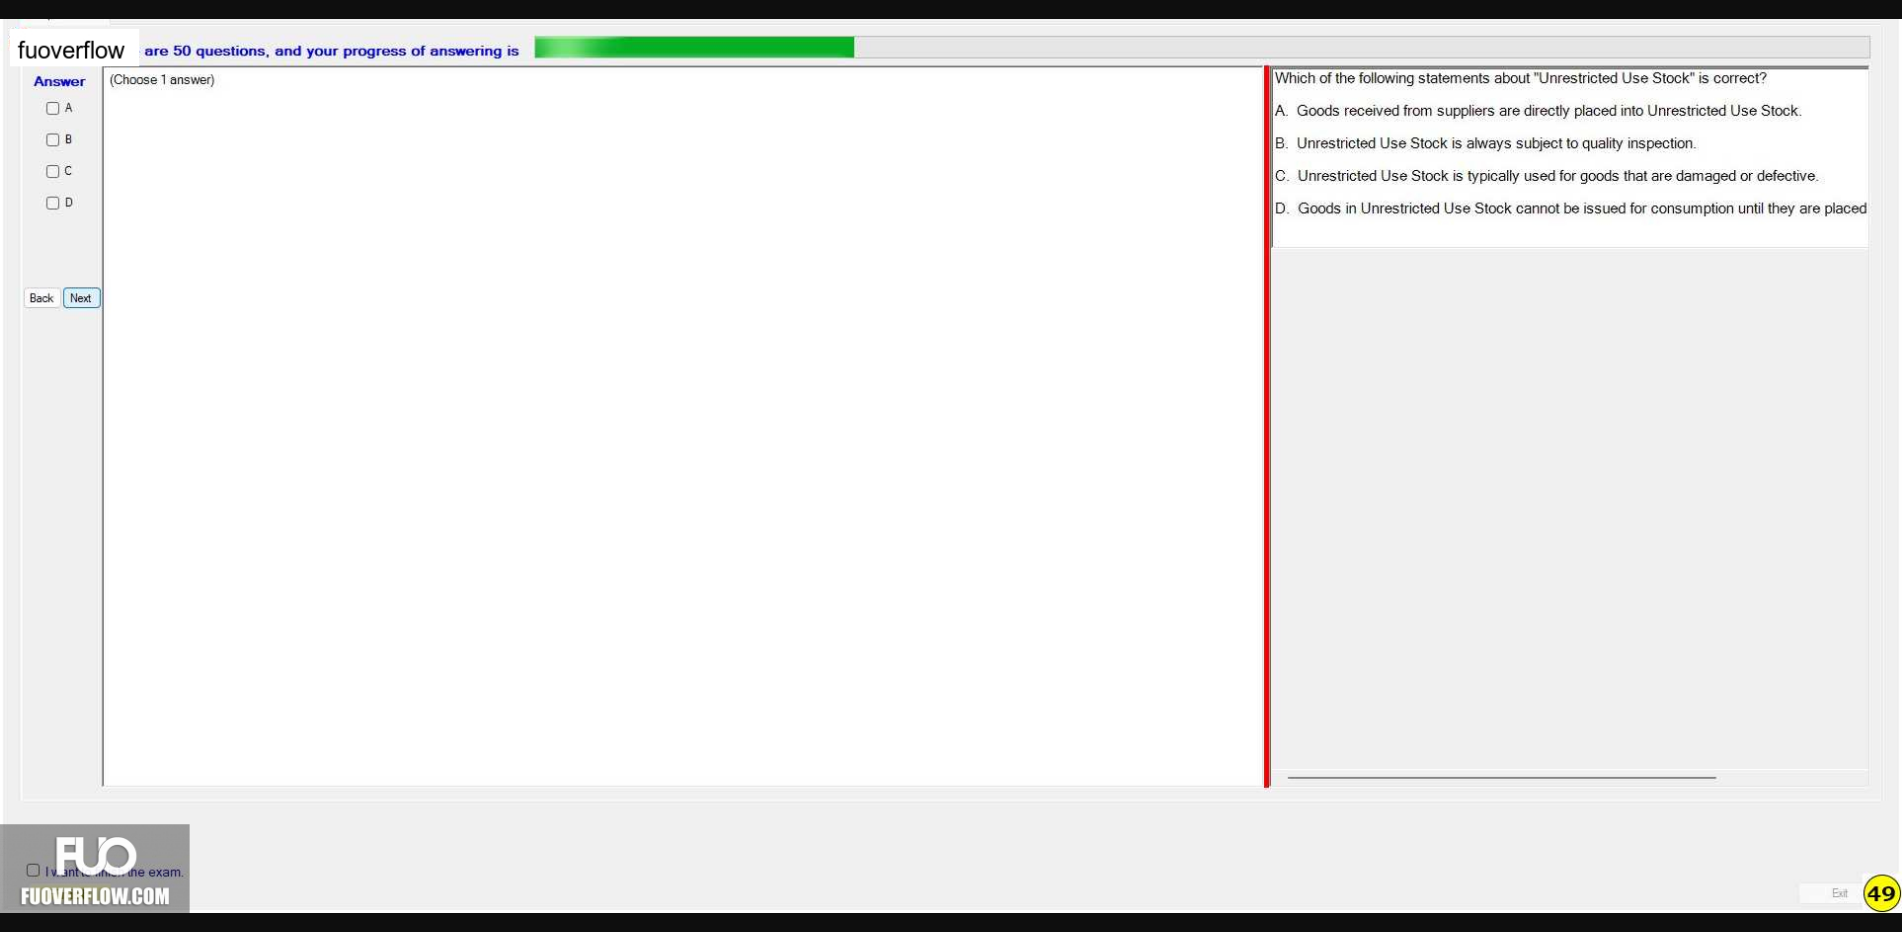 fuoverflow are 50 questions, and your progress of answering is
Answer
(Choose 1 answer)
A
B
C
D
Back Next
Which of the following statements about "Unrestricted Use Stock" is correct?
A. Goods received from suppliers are directly placed into Unrestricted Use Stock.
B. Unrestricted Use Stock is always subject to quality inspection.
C. Unrestricted Use Stock is typically used for goods that are damaged or defective.
D. Goods in Unrestricted Use Stock cannot be issued for consumption until they are placed
FUO
I want to finish the exam.
FUOVERFLOW.COM
Exit
49